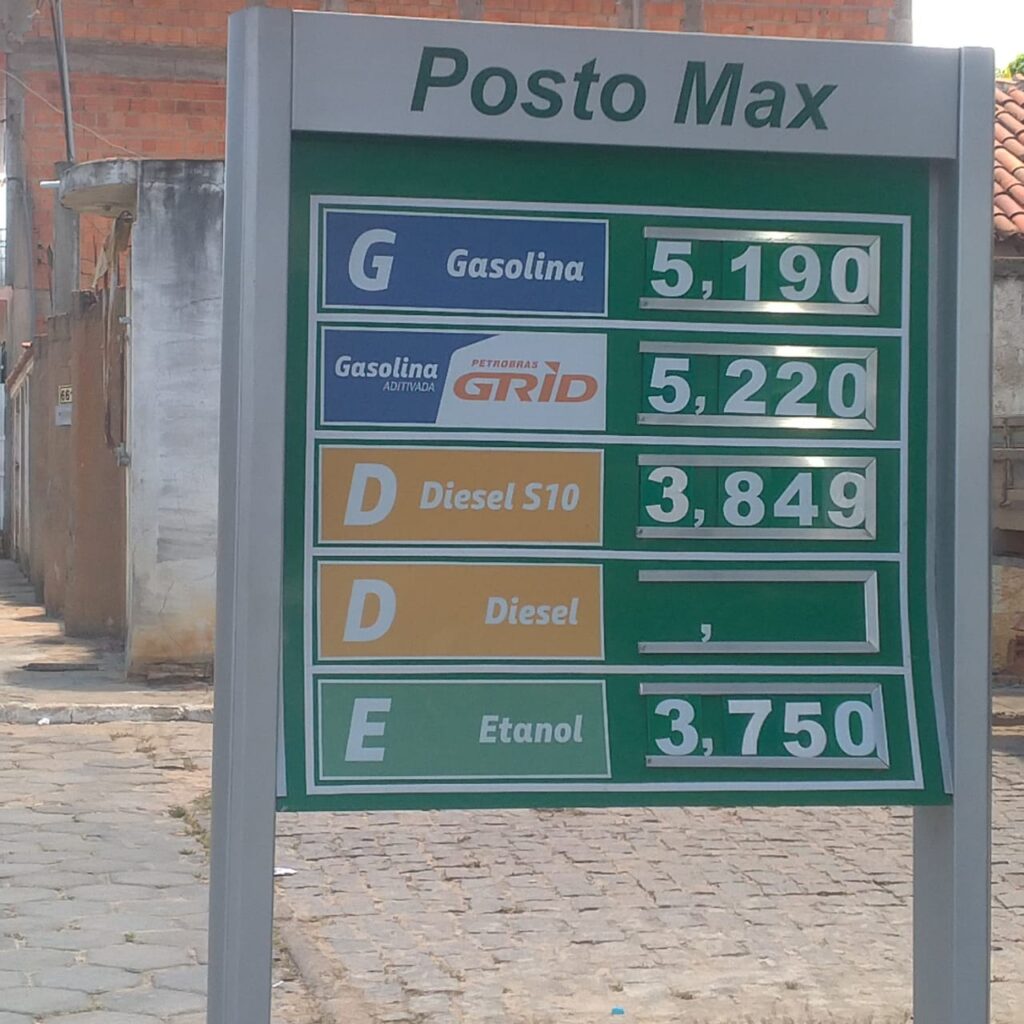 Posto Max
G Gasolina 5,190
Gasolina ADITIVADA PETROBRAS GRID 5,220
D Diesel S10 3,849
D Diesel ,
E Etanol 3,750
66